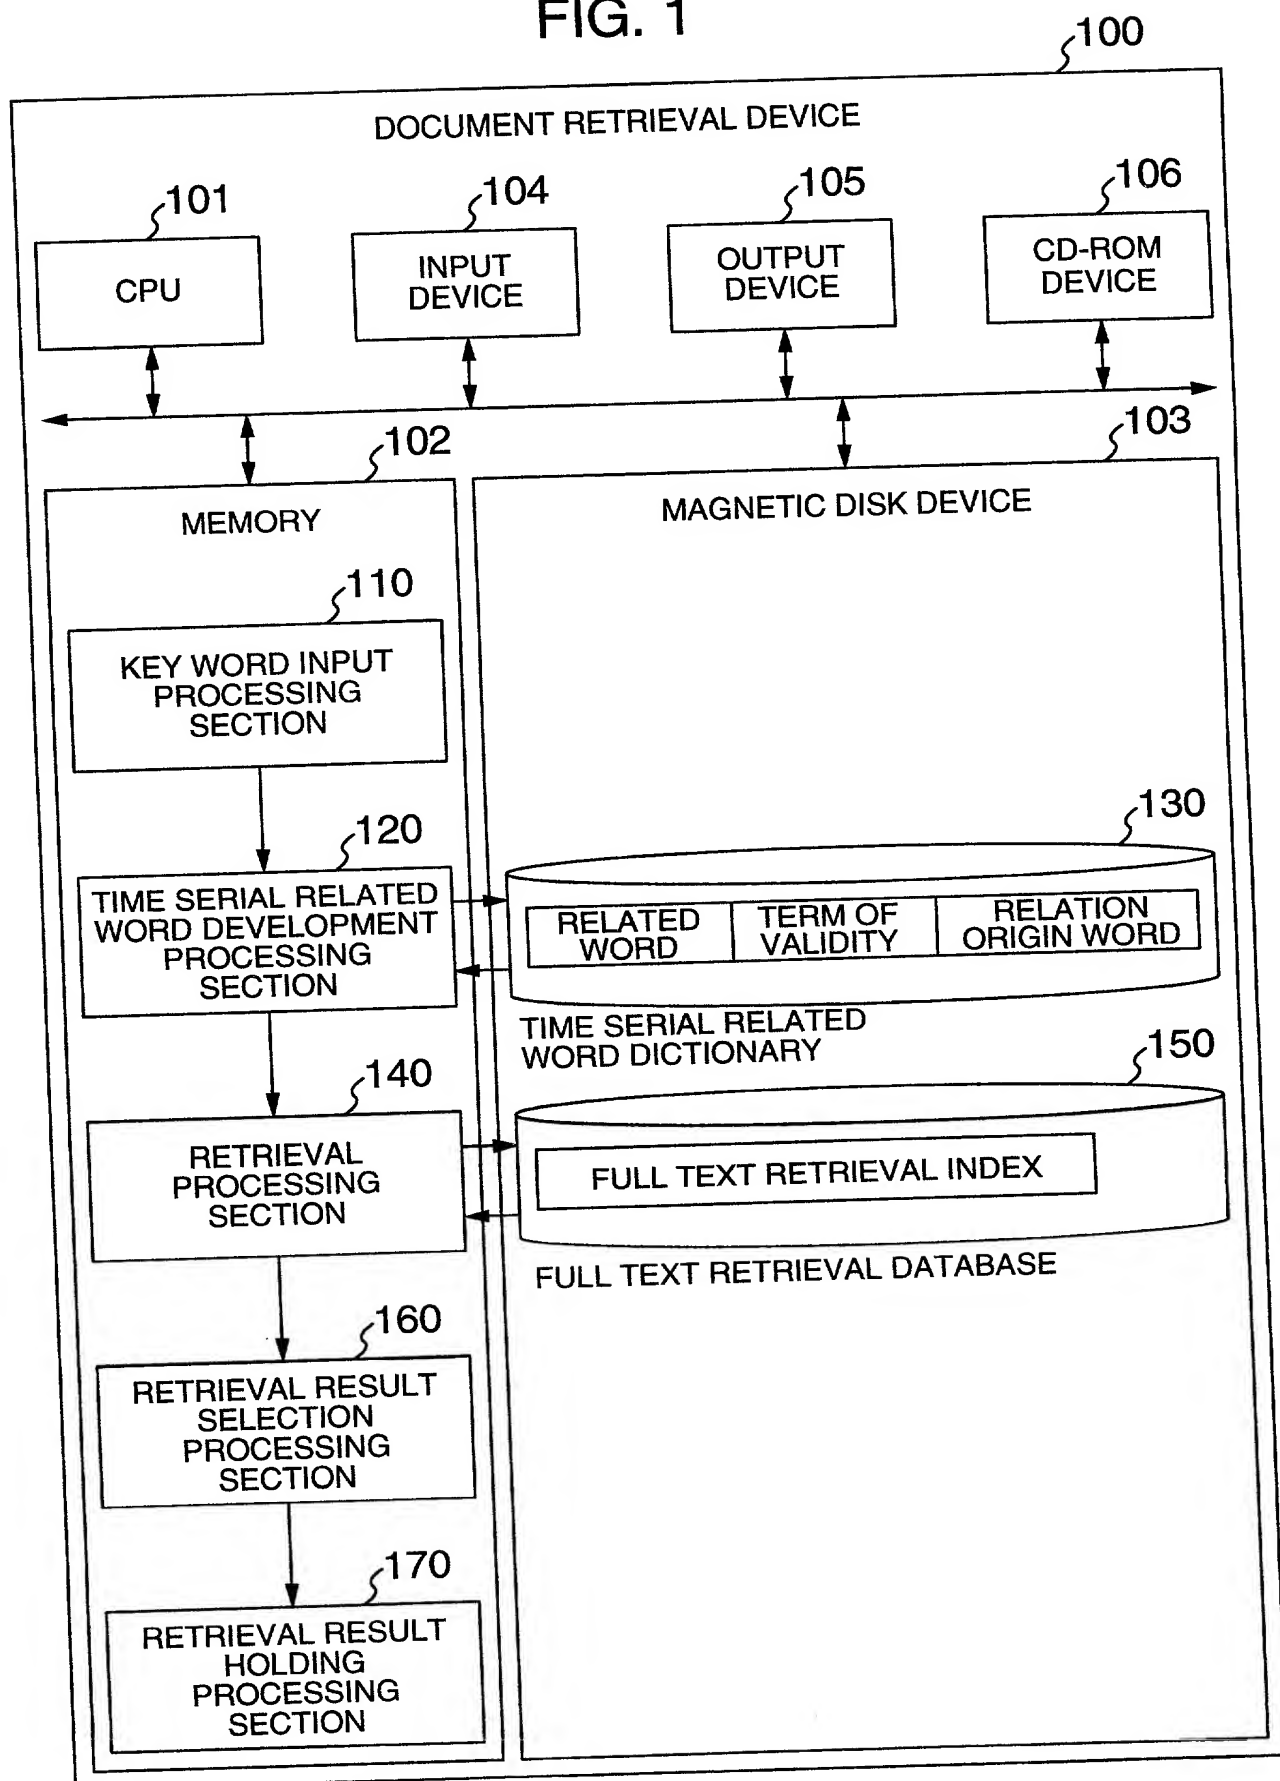 FIG. 1
100
DOCUMENT RETRIEVAL DEVICE
101
104
105
106
CPU
INPUT
DEVICE
OUTPUT
DEVICE
CD-ROM
DEVICE
102
103
MEMORY
MAGNETIC DISK DEVICE
110
KEY WORD INPUT
PROCESSING
SECTION
120
TIME SERIAL RELATED
WORD DEVELOPMENT
PROCESSING
SECTION
130
RELATED
WORD
TERM OF
VALIDITY
RELATION
ORIGIN WORD
TIME SERIAL RELATED
WORD DICTIONARY
140
RETRIEVAL
PROCESSING
SECTION
150
FULL TEXT RETRIEVAL INDEX
FULL TEXT RETRIEVAL DATABASE
160
RETRIEVAL RESULT
SELECTION
PROCESSING
SECTION
170
RETRIEVAL RESULT
HOLDING
PROCESSING
SECTION